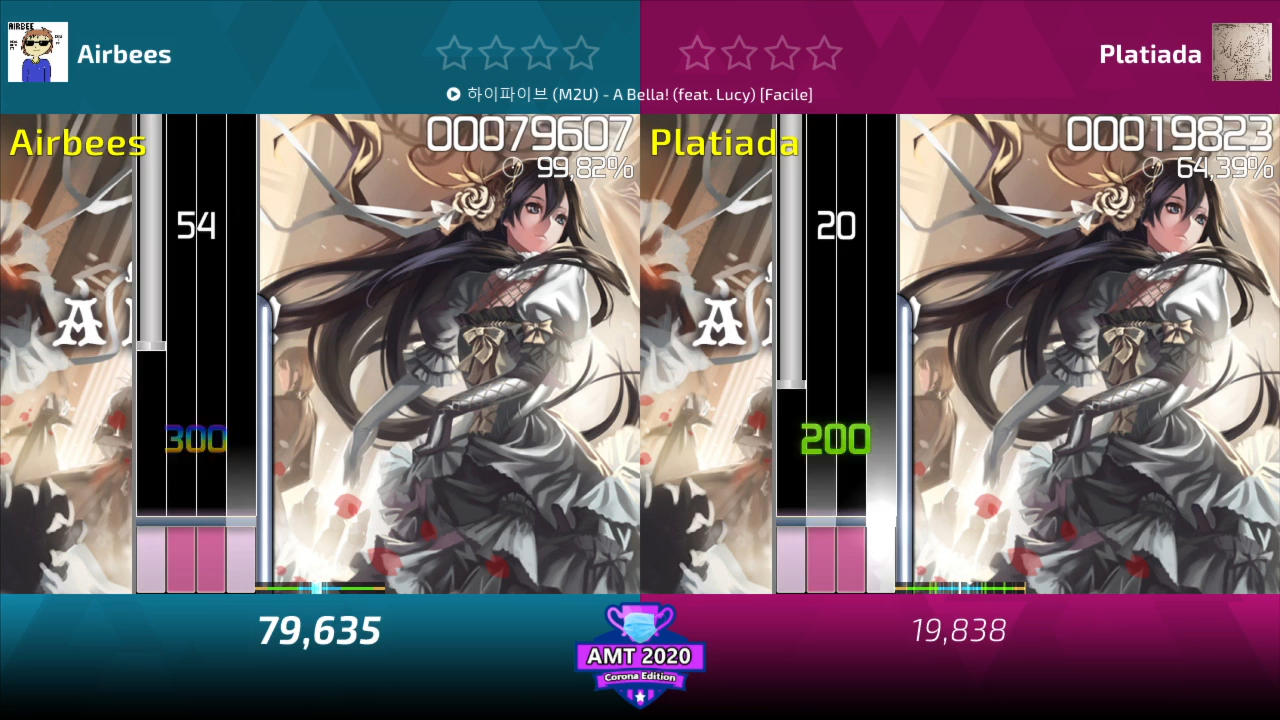 AIRBEE
Airbees
Platiada
하이파이브 (M2U) - A Bella! (feat. Lucy) [Facile]
Airbees
00079607
99,82%
54
300
A
Platiada
00019823
64,39%
20
200
A
79,635
19,838
AMT 2020
Corona Edition